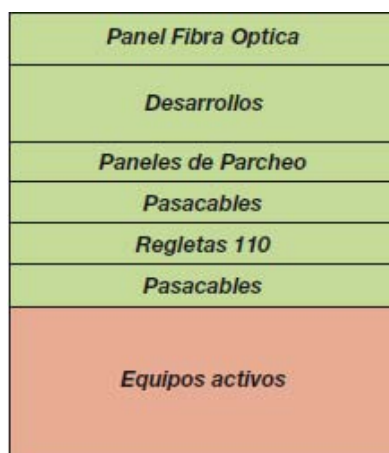 Panel Fibra Optica
Desarrollos
Paneles de Parcheo
Pasacables
Regletas 110
Pasacables
Equipos activos